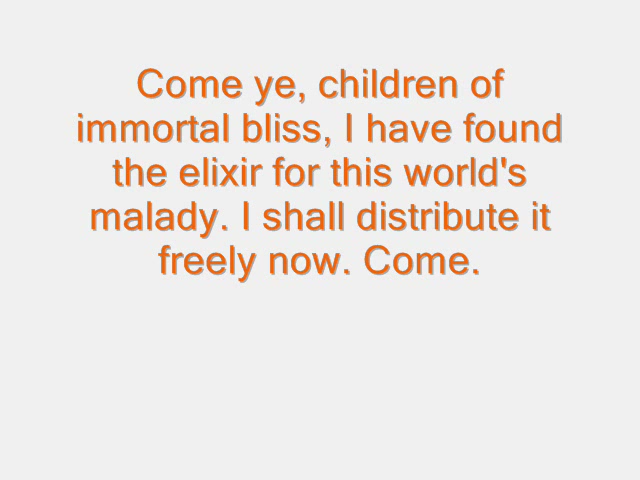 Come ye, children of
immortal bliss, I have found
the elixir for this world's
malady. I shall distribute it
freely now. Come.